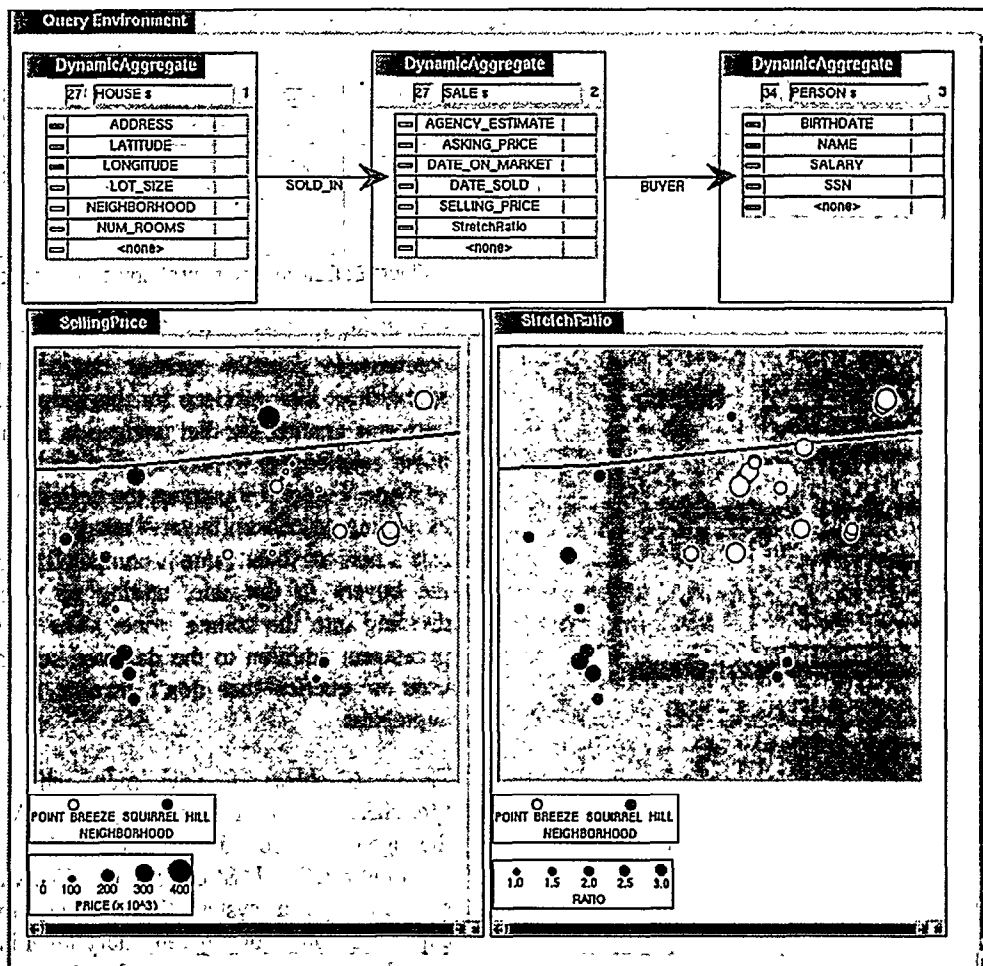 Query Environment
DynamicAggregate
27 HOUSE s 1
ADDRESS
LATITUDE
LONGITUDE
LOT_SIZE
NEIGHBORHOOD
NUM_ROOMS
<none>
SOLD_IN
DynamicAggregate
27 SALE s 2
AGENCY_ESTIMATE
ASKING_PRICE
DATE_ON_MARKET
DATE_SOLD
SELLING_PRICE
StretchRatio
<none>
BUYER
DynamicAggregate
34 PERSON s 3
BIRTHDATE
NAME
SALARY
SSN
<none>
SellingPrice
POINT BREEZE SQUIRREL HILL
NEIGHBORHOOD
0 100 200 300 400
PRICE (x 10^3)
StretchRatio
POINT BREEZE SQUIRREL HILL
NEIGHBORHOOD
1.0 1.5 2.0 2.5 3.0
RATIO